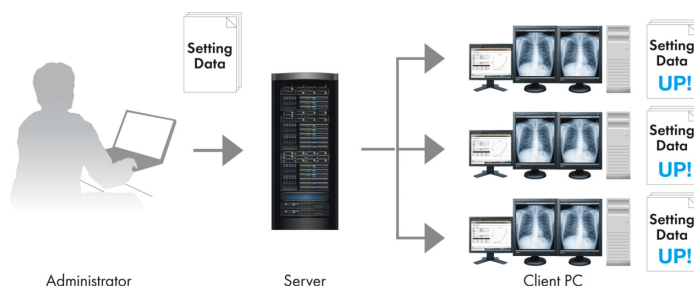 Setting
Data
Setting
Data
UP!
Setting
Data
UP!
Setting
Data
UP!
Administrator
Server
Client PC